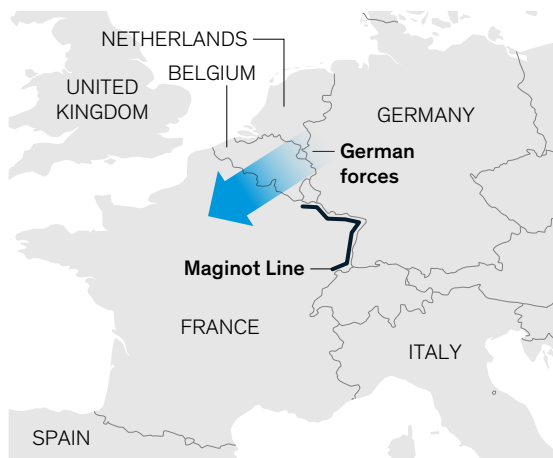 NETHERLANDS
BELGIUM
UNITED
KINGDOM
GERMANY
German
forces
Maginot Line
FRANCE
ITALY
SPAIN